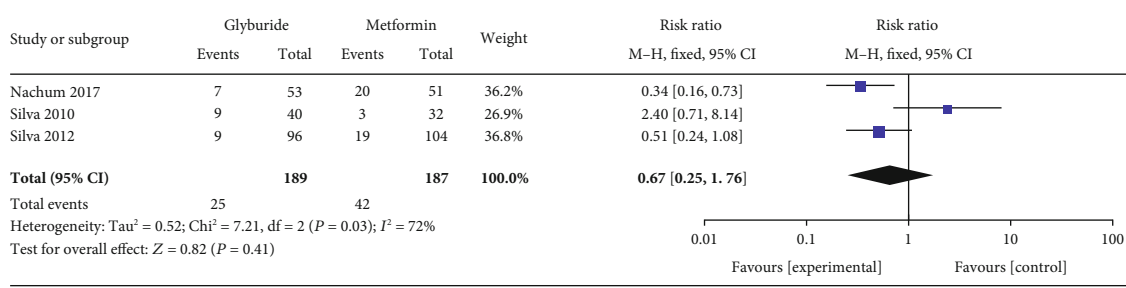 Study or subgroup Glyburide Metformin Weight Risk ratio Risk ratio
Events Total Events Total M–H, fixed, 95% CI M–H, fixed, 95% CI
Nachum 2017 7 53 20 51 36.2% 0.34 [0.16, 0.73]
Silva 2010 9 40 3 32 26.9% 2.40 [0.71, 8.14]
Silva 2012 9 96 19 104 36.8% 0.51 [0.24, 1.08]
Total (95% CI) 189 187 100.0% 0.67 [0.25, 1. 76]
Total events 25 42
Heterogeneity: Tau² = 0.52; Chi² = 7.21, df = 2 (P = 0.03); I² = 72%
Test for overall effect: Z = 0.82 (P = 0.41)
0.01 0.1 1 10 100
Favours [experimental] Favours [control]